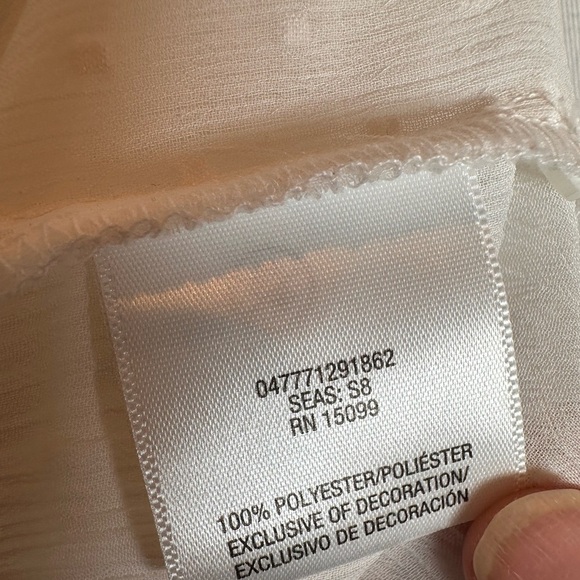 047771291862
SEAS: S8
RN 15099
100% POLYESTER/POLIÉSTER
EXCLUSIVE OF DECORATION/
EXCLUSIVO DE DECORACIÓN